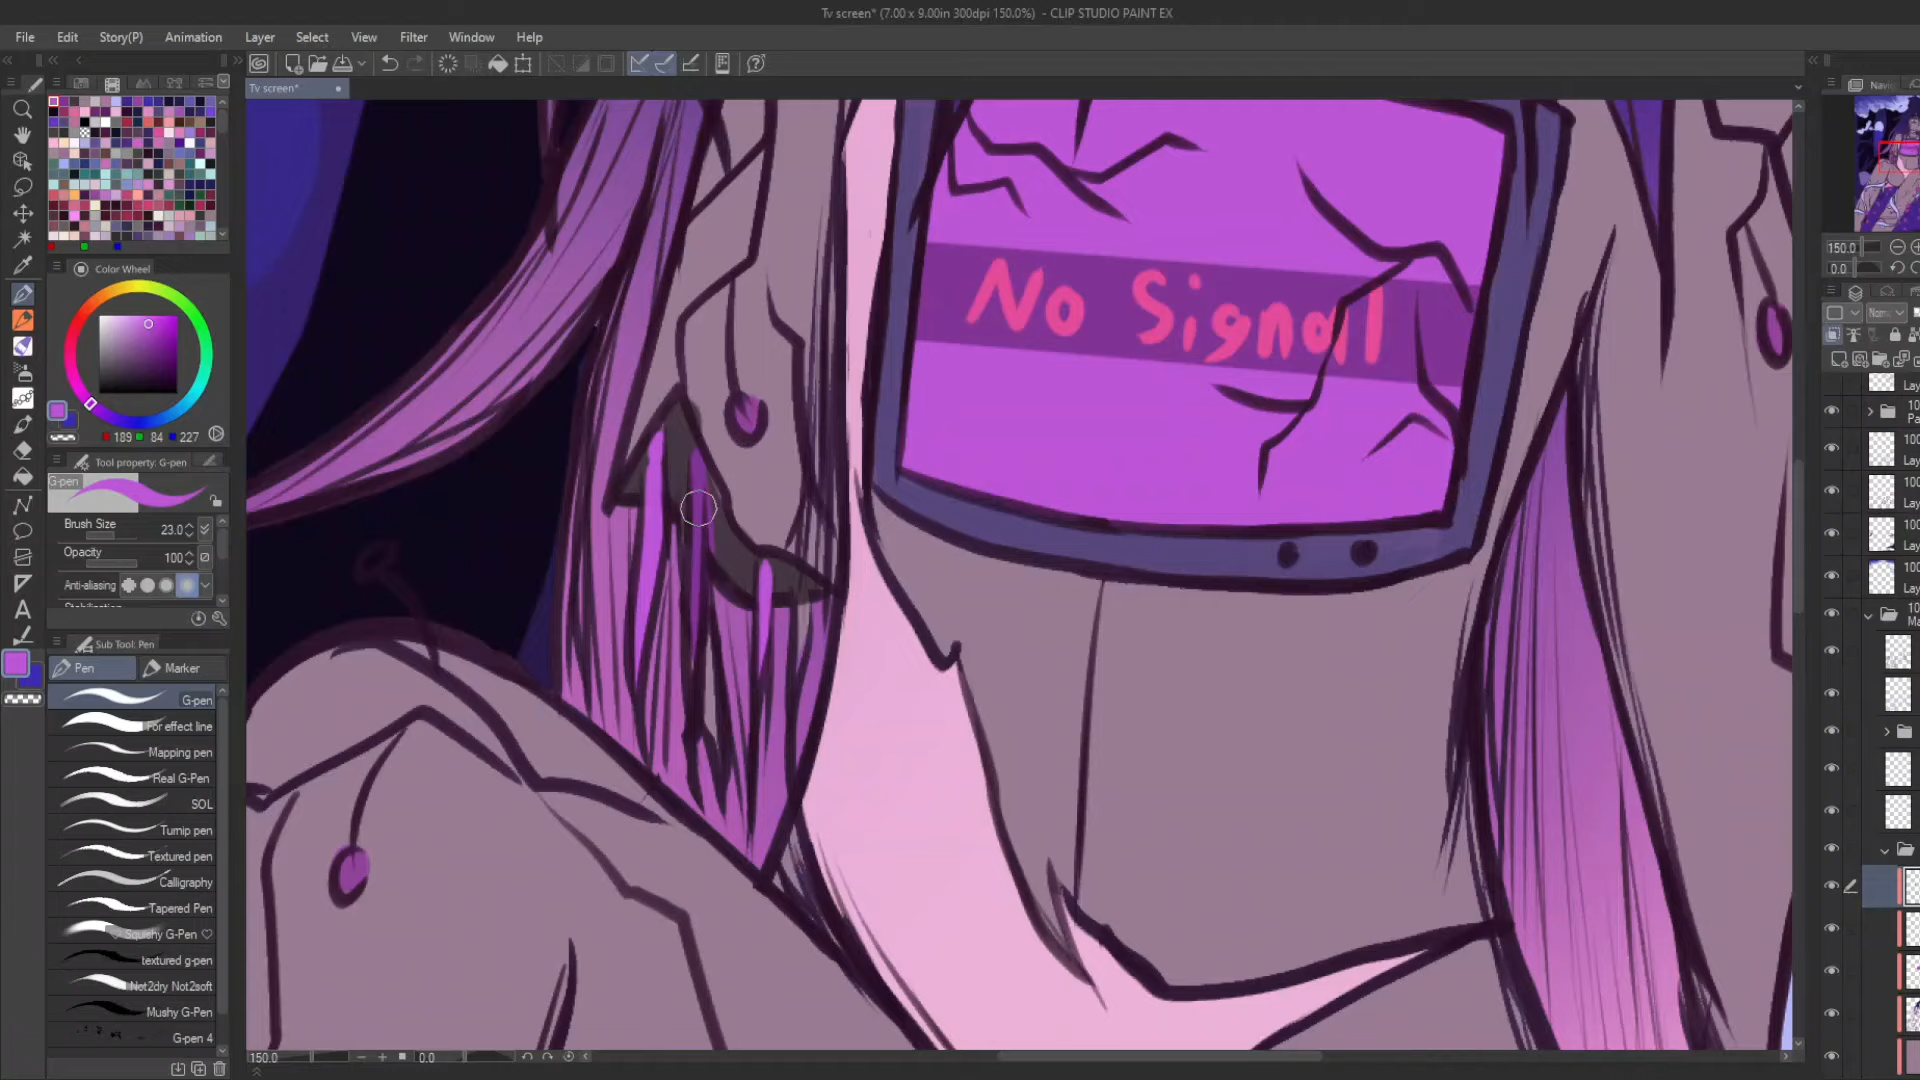 Tv screen* (7.00 x 9.00in 300dpi 150.0%) - CLIP STUDIO PAINT EX
File Edit Story(P) Animation Layer Select View Filter Window Help
Tv screen*
Color Wheel
189 84 227
Tool property: G-pen
G-pen
Brush Size 23.0
Opacity 100
Anti-aliasing
Sub Tool: Pen
Pen Marker
G-pen
For effect line
Mapping pen
Real G-Pen
SOL
Turnip pen
Textured pen
Calligraphy
Tapered Pen
Squishy G-Pen ♡
textured g-pen
Not2dry Not2soft
Mushy G-Pen
G-pen 4
No Signal
150.0 0.0
150.0
0.0